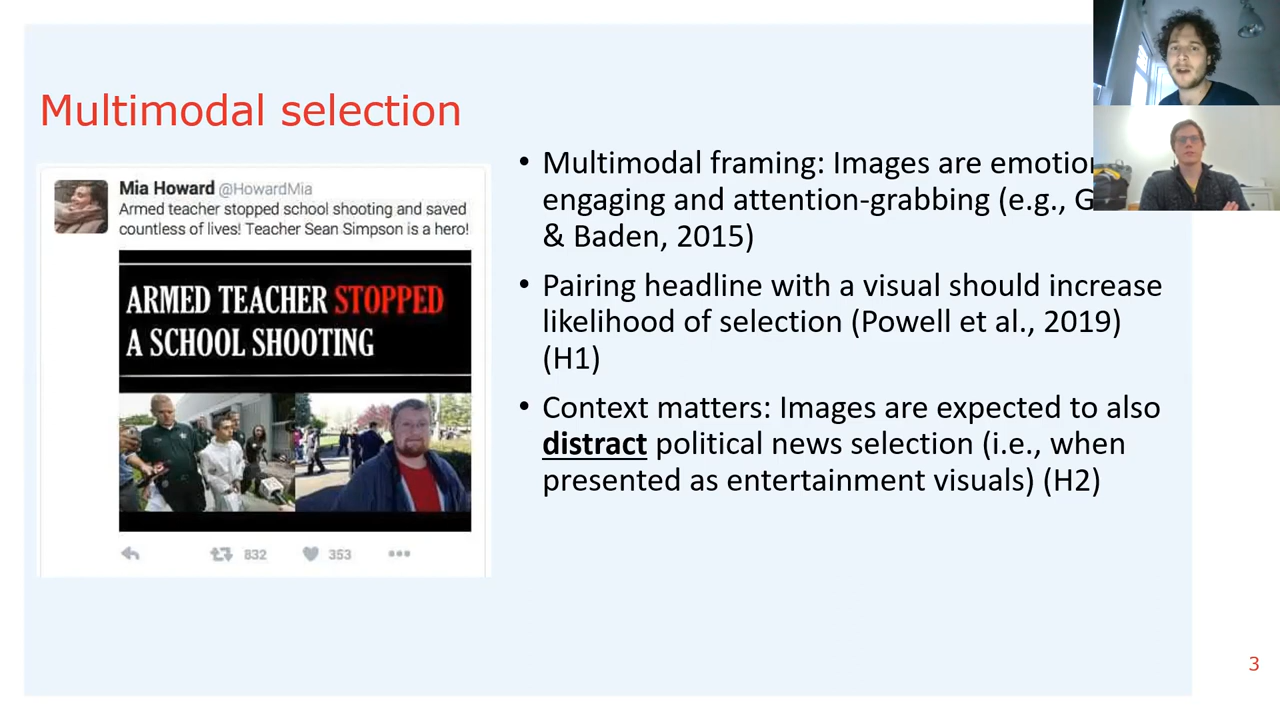 Multimodal selection
Mia Howard @HowardMia
Armed teacher stopped school shooting and saved
countless of lives! Teacher Sean Simpson is a hero!
ARMED TEACHER STOPPED
A SCHOOL SHOOTING
832 353
• Multimodal framing: Images are
engaging and attention-grabbing (e.g.,
& Baden, 2015)
• Pairing headline with a visual should increase
likelihood of selection (Powell et al., 2019)
(H1)
• Context matters: Images are expected to also
distract political news selection (i.e., when
presented as entertainment visuals) (H2)
3